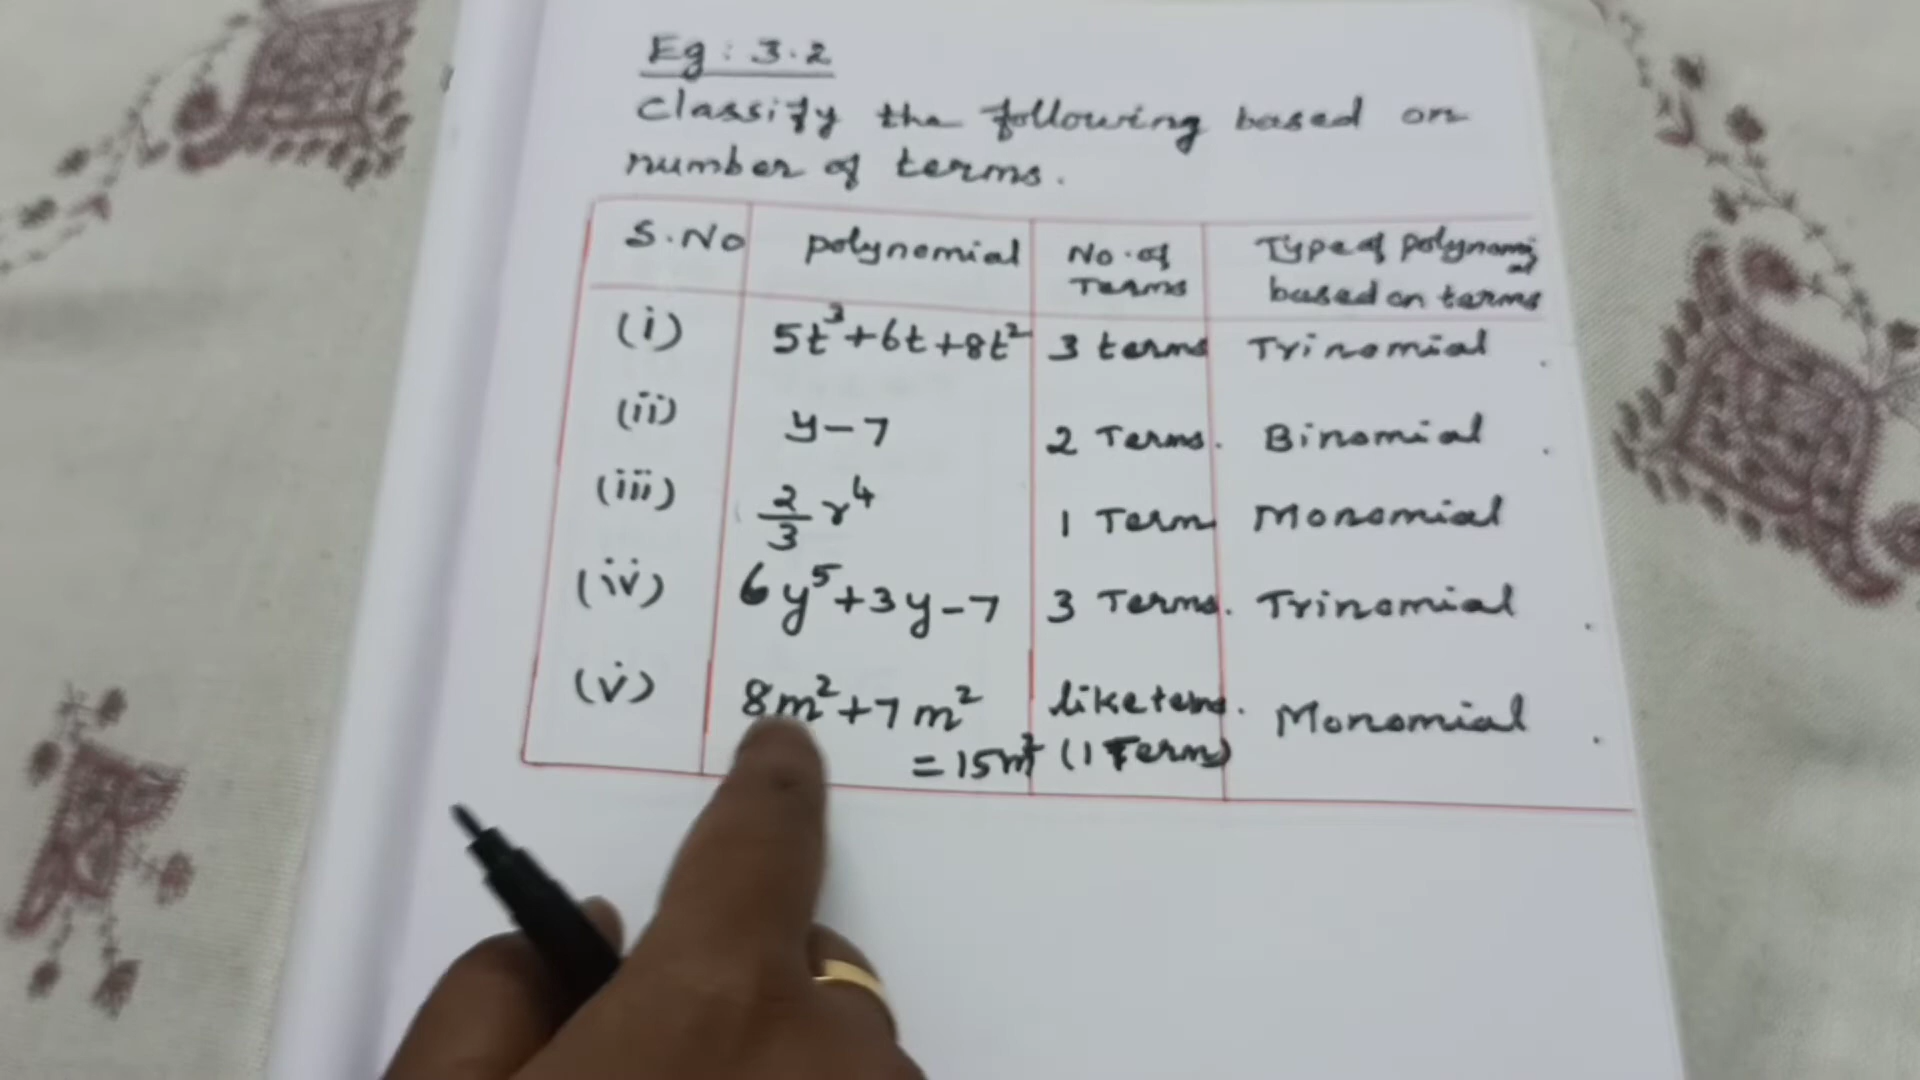 Eg : 3.2
Classify the following based on
number of terms.
S.No polynomial No. of Terms Type of polynomial based on terms
(i) 5t³+6t+8t² 3 terms Trinomial .
(ii) y-7 2 Terms. Binomial .
(iii) 2/3 r⁴ 1 Term Monomial
(iv) 6y⁵+3y-7 3 Terms. Trinomial .
(v) 8m²+7m² like tems. Monomial .
=15m² (1 Term)